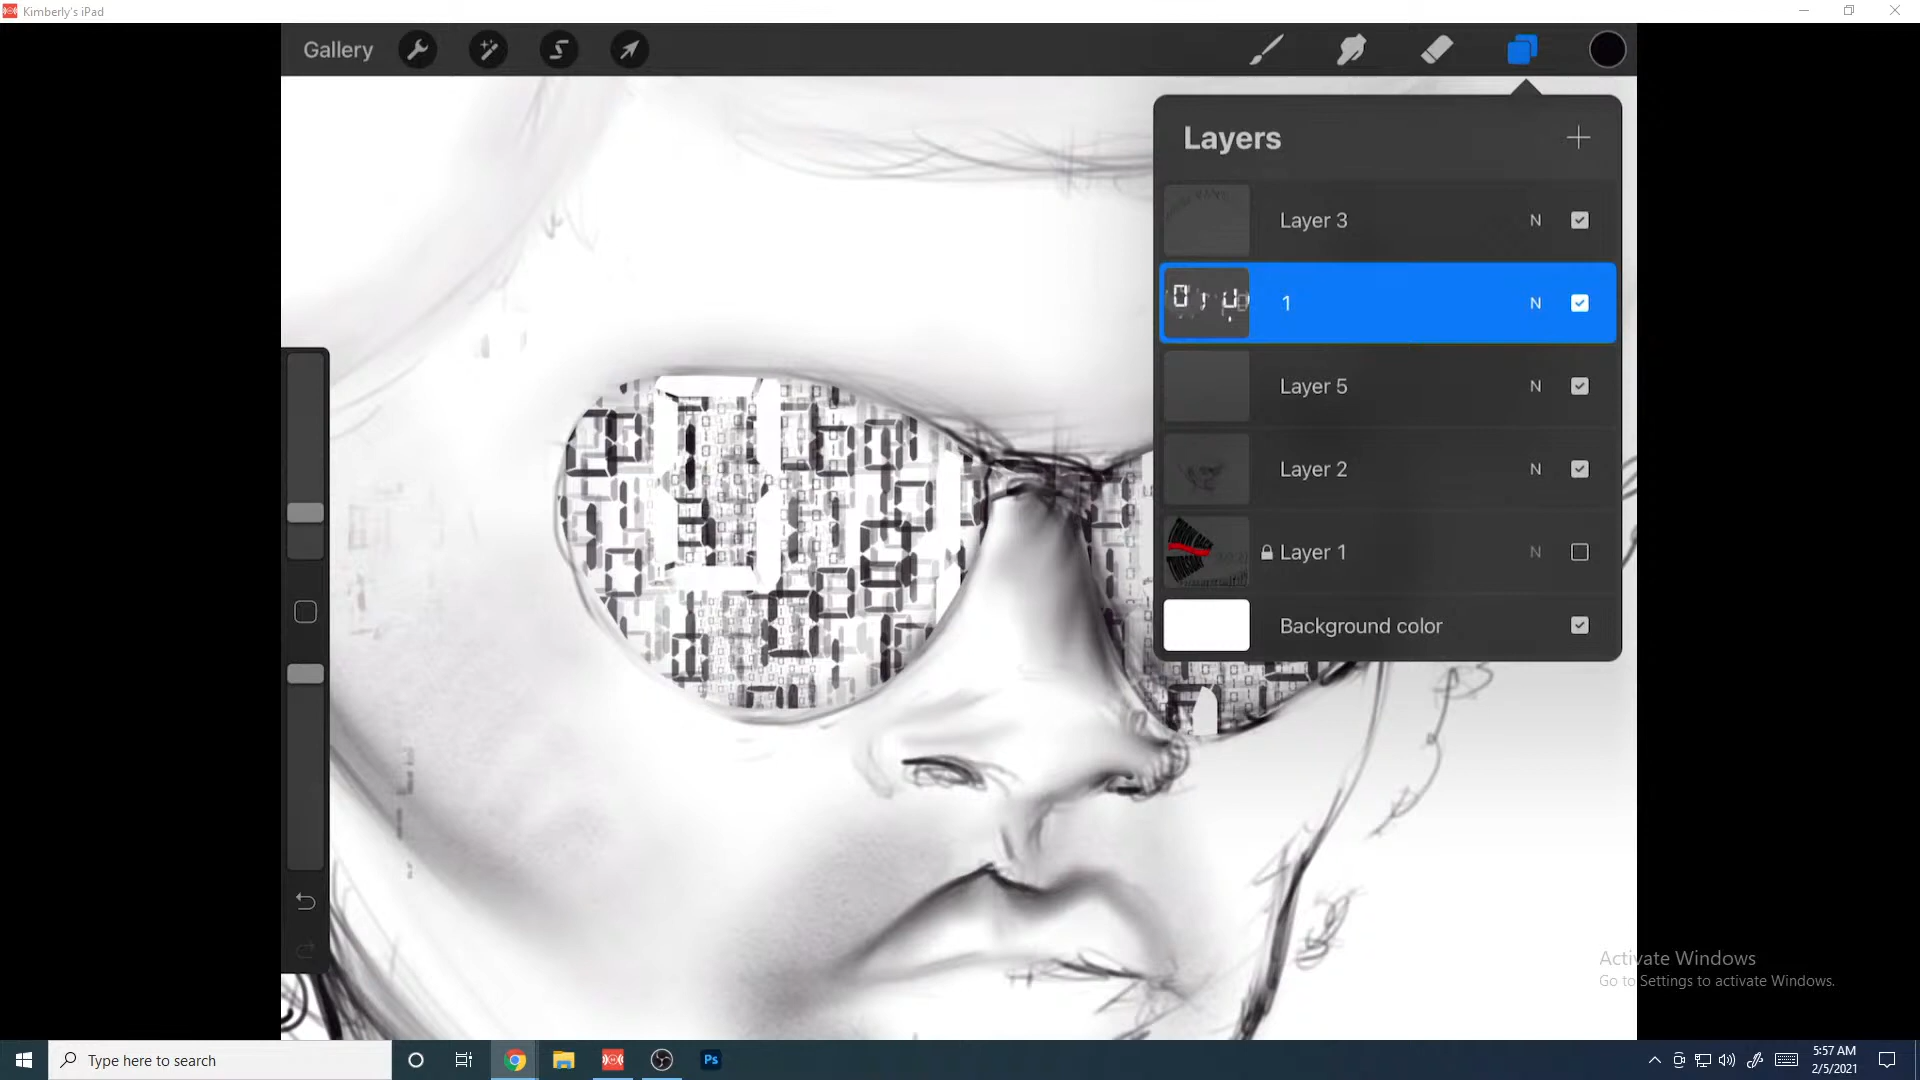 Kimberly's iPad
Gallery
Layers
Layer 3 N
1 N
Layer 5 N
Layer 2 N
Layer 1 N
Background color
Activate Windows
Go to Settings to activate Windows.
Type here to search
Ps
5:57 AM
2/5/2021